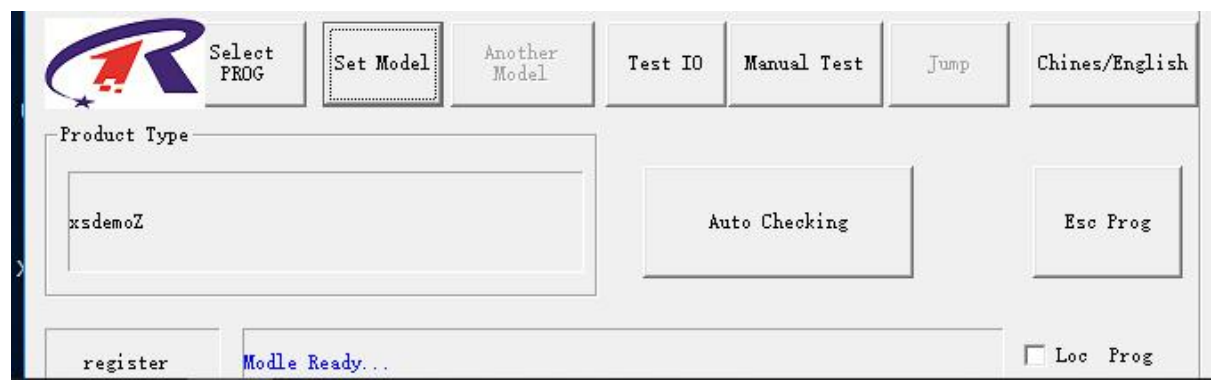 Select
PROG
Set Model
Another
Model
Test IO
Manual Test
Jump
Chines/English
Product Type
xsdemoZ
Auto Checking
Esc Prog
register
Modle Ready...
Loc Prog